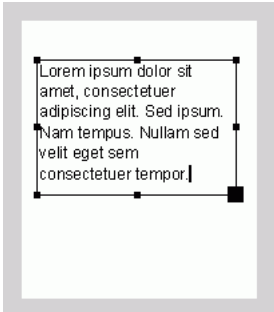 Lorem ipsum dolor sit
amet, consectetuer
adipiscing elit. Sed ipsum.
Nam tempus. Nullam sed
velit eget sem
consectetuer tempor.